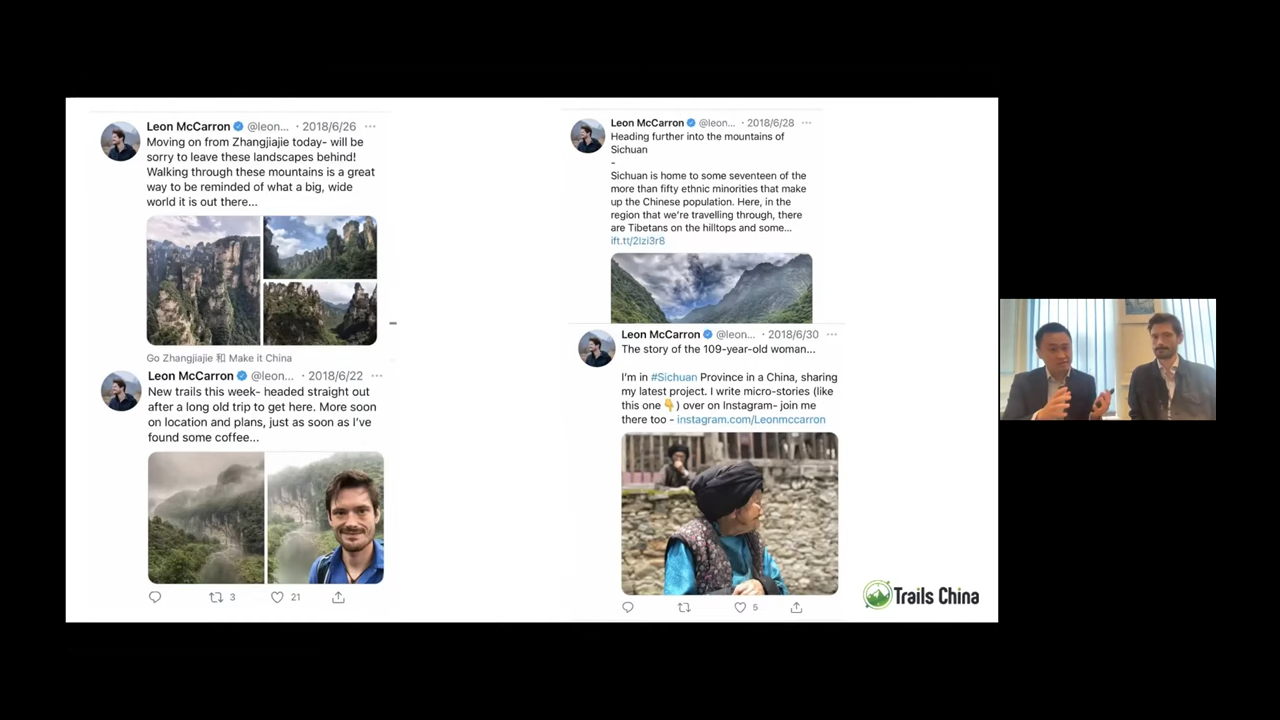 Leon McCarron @leon... · 2018/6/26 ...
Moving on from Zhangjiajie today- will be
sorry to leave these landscapes behind!
Walking through these mountains is a great
way to be reminded of what a big, wide
world it is out there...
Go Zhangjiajie 和 Make it China
Leon McCarron @leon... · 2018/6/22 ...
New trails this week- headed straight out
after a long old trip to get here. More soon
on location and plans, just as soon as I've
found some coffee...
3 21
Leon McCarron @leon... · 2018/6/28 ...
Heading further into the mountains of
Sichuan
-
Sichuan is home to some seventeen of the
more than fifty ethnic minorities that make
up the Chinese population. Here, in the
region that we're travelling through, there
are Tibetans on the hilltops and some...
ift.tt/2Izi3r8
Leon McCarron @leon... · 2018/6/30 ...
The story of the 109-year-old woman...
I'm in #Sichuan Province in a China, sharing
my latest project. I write micro-stories (like
this one👇) over on Instagram- join me
there too - instagram.com/Leonmccarron
5
Trails China